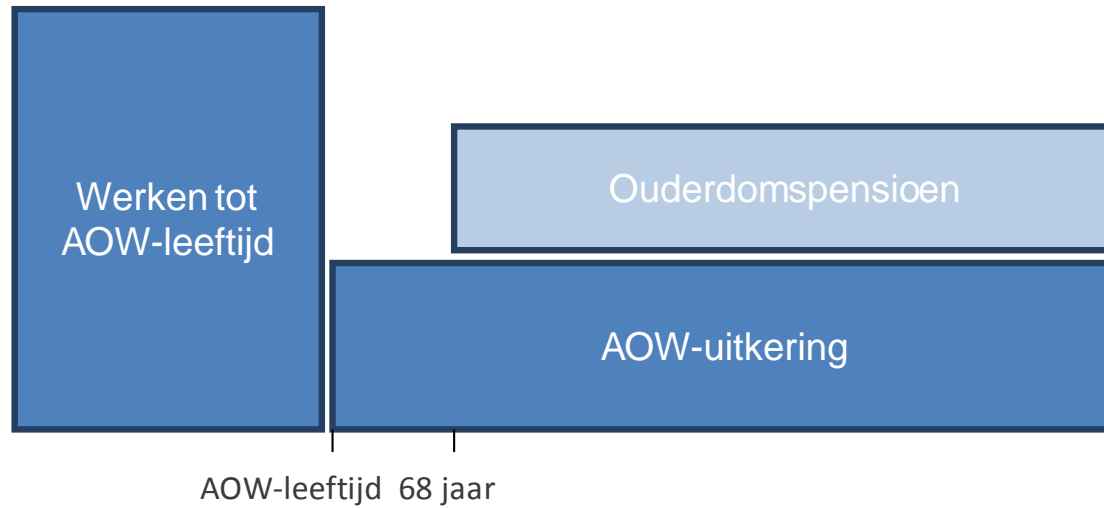 Werken tot
AOW-leeftijd
Ouderdomspensioen
AOW-uitkering
AOW-leeftijd 68 jaar